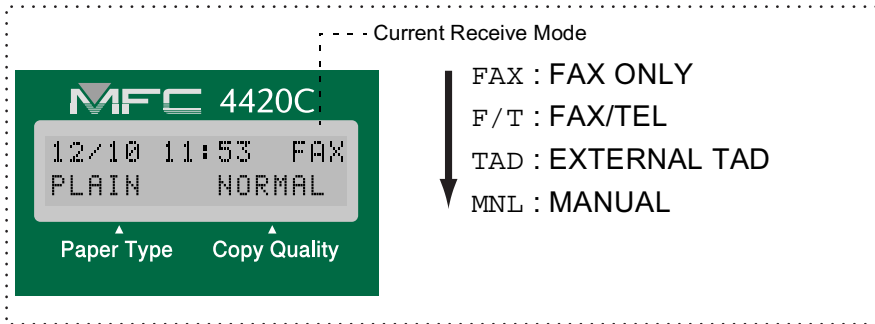 Current Receive Mode
MFC 4420C
12/10 11:53 FAX
PLAIN NORMAL
Paper Type Copy Quality
FAX : FAX ONLY
F/T : FAX/TEL
TAD : EXTERNAL TAD
MNL : MANUAL